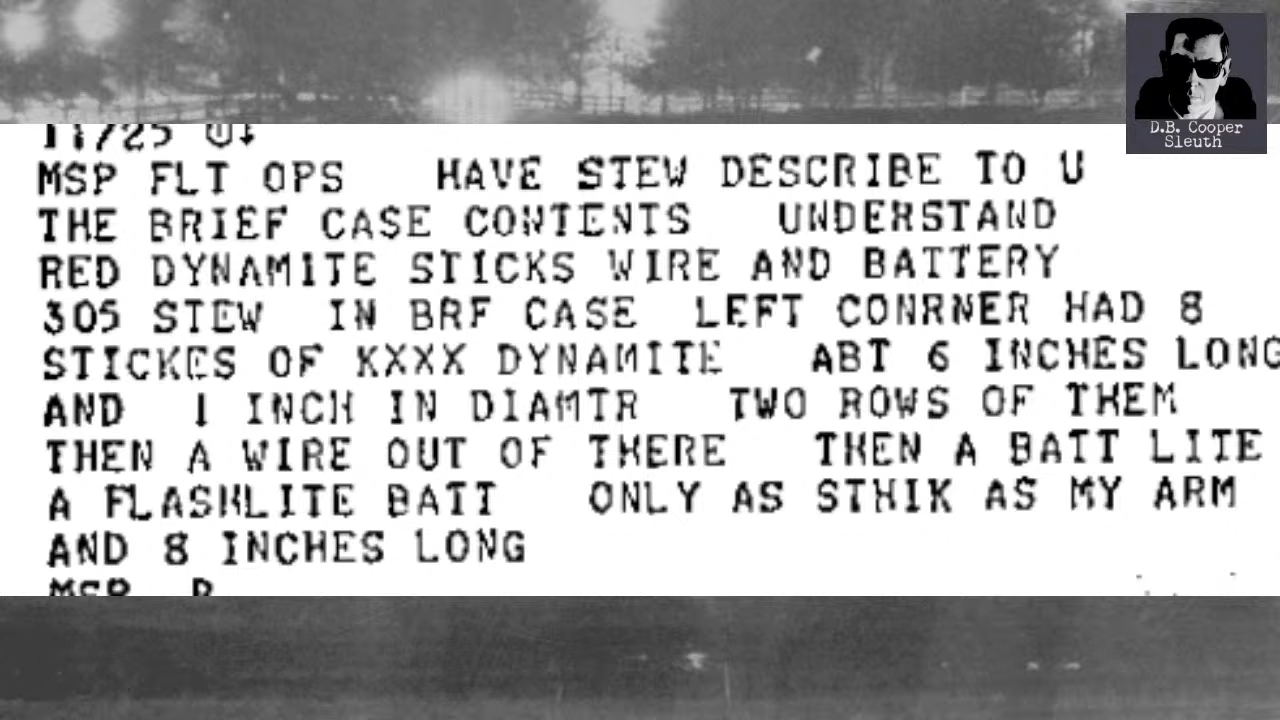 D.B. Cooper
Sleuth
11/25
MSP FLT OPS HAVE STEW DESCRIBE TO U
THE BRIEF CASE CONTENTS UNDERSTAND
RED DYNAMITE STICKS WIRE AND BATTERY
305 STEW IN BRF CASE LEFT CONRNER HAD 8
STICKES OF KXXX DYNAMITE ABT 6 INCHES LONG
AND 1 INCH IN DIAMTR TWO ROWS OF THEM
THEN A WIRE OUT OF THERE THEN A BATT LITE
A FLASHLITE BATT ONLY AS STHIK AS MY ARM
AND 8 INCHES LONG
MSP